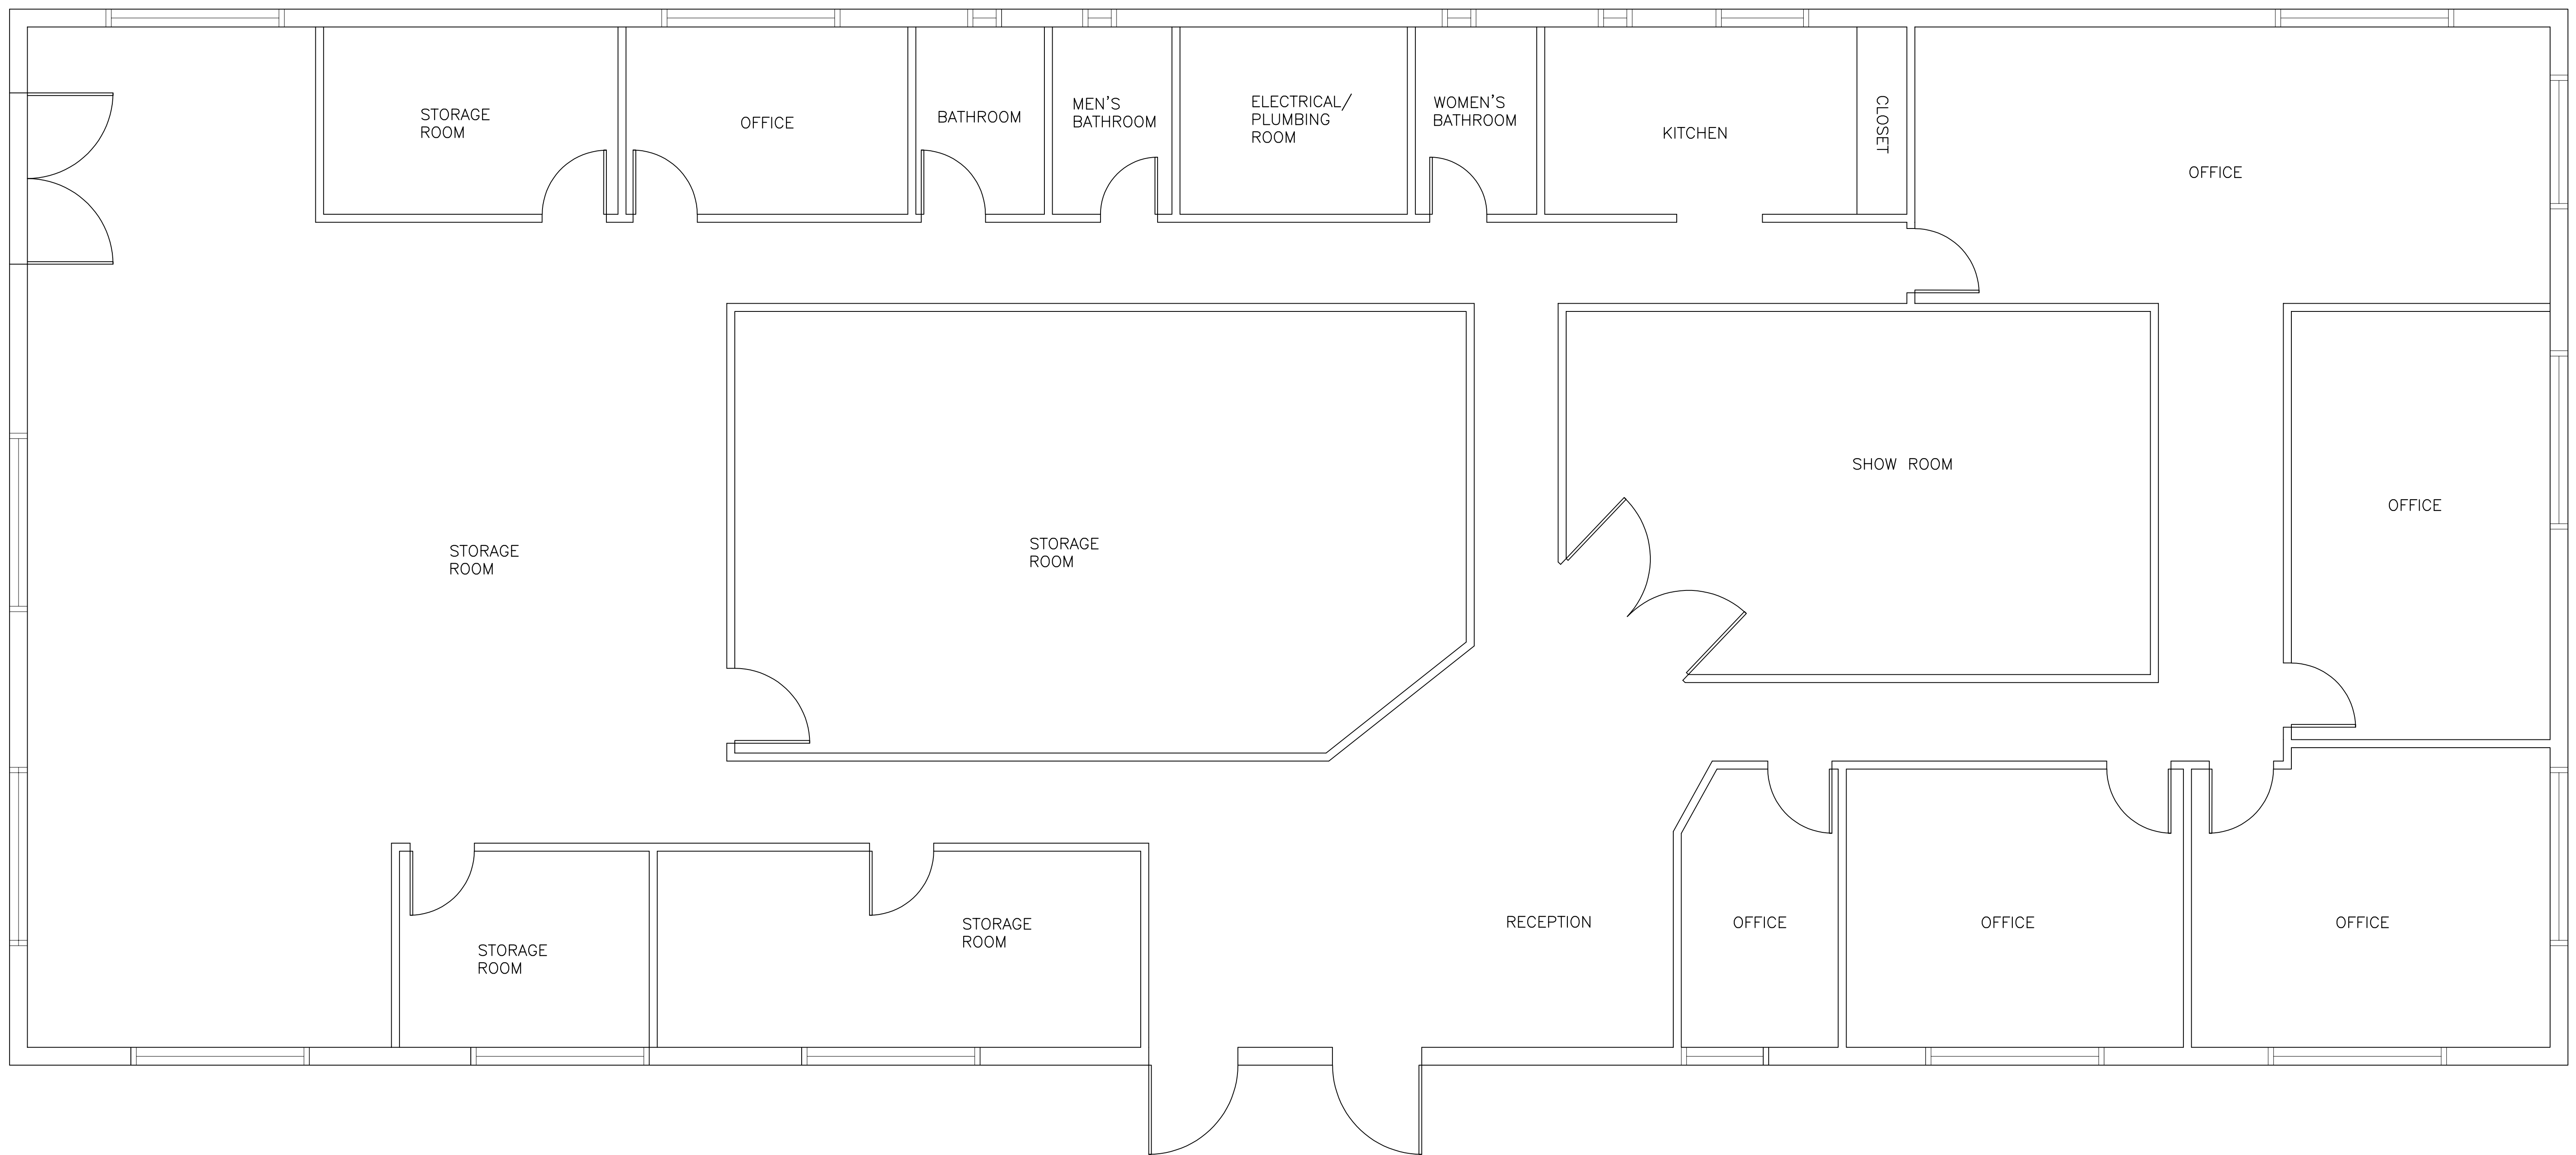 STORAGE
ROOM
OFFICE
BATHROOM
MEN'S
BATHROOM
ELECTRICAL/
PLUMBING
ROOM
WOMEN'S
BATHROOM
KITCHEN
CLOSET
OFFICE
STORAGE
ROOM
STORAGE
ROOM
SHOW ROOM
OFFICE
STORAGE
ROOM
STORAGE
ROOM
RECEPTION
OFFICE
OFFICE
OFFICE